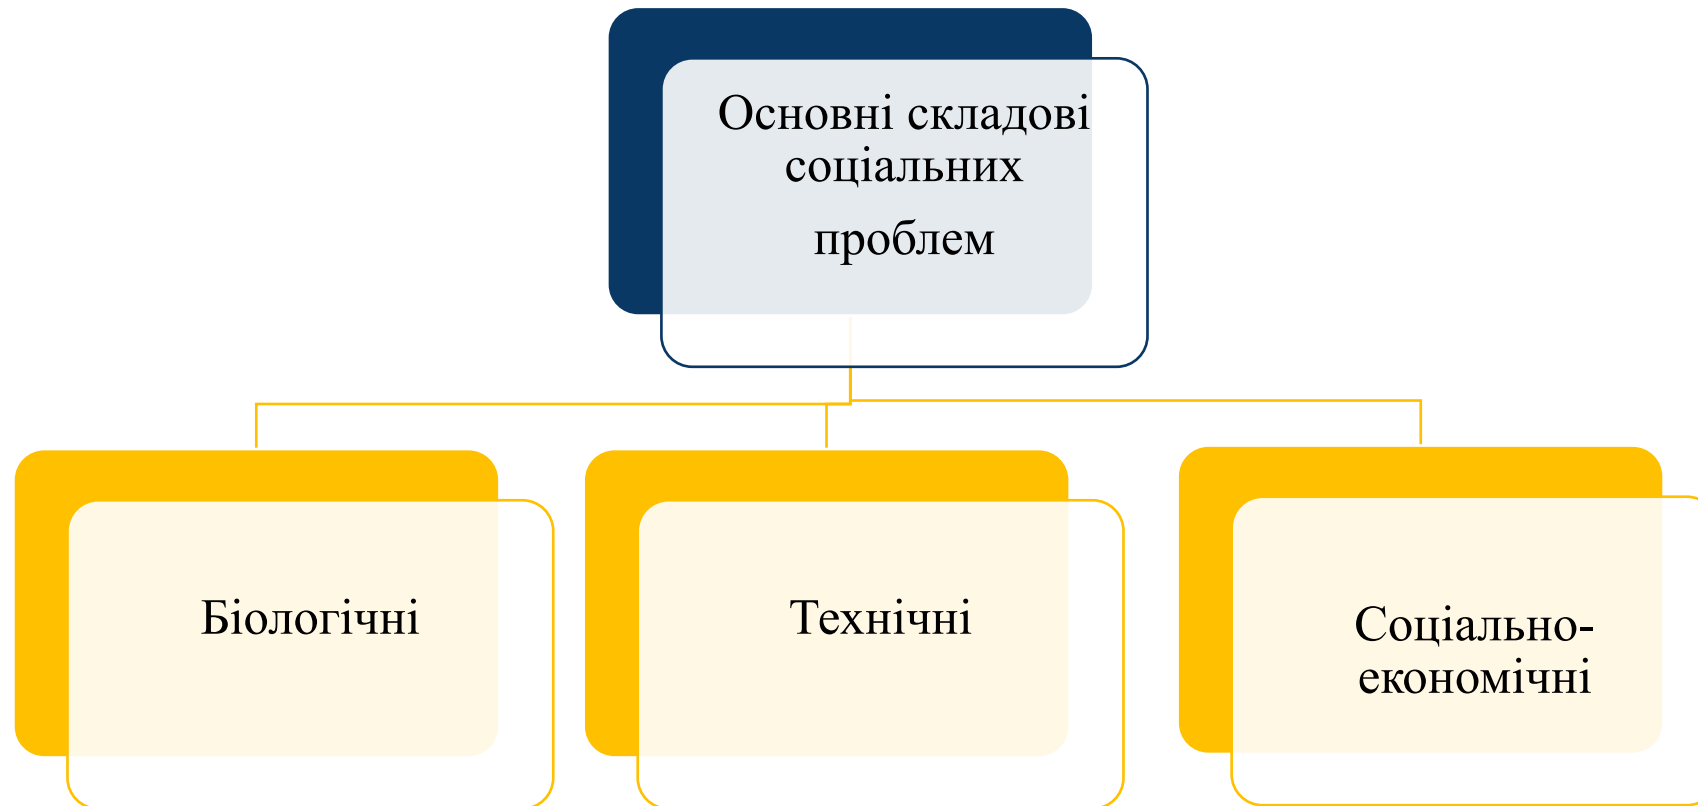 Основні складові
соціальних
проблем
Біологічні
Технічні
Соціально-
економічні